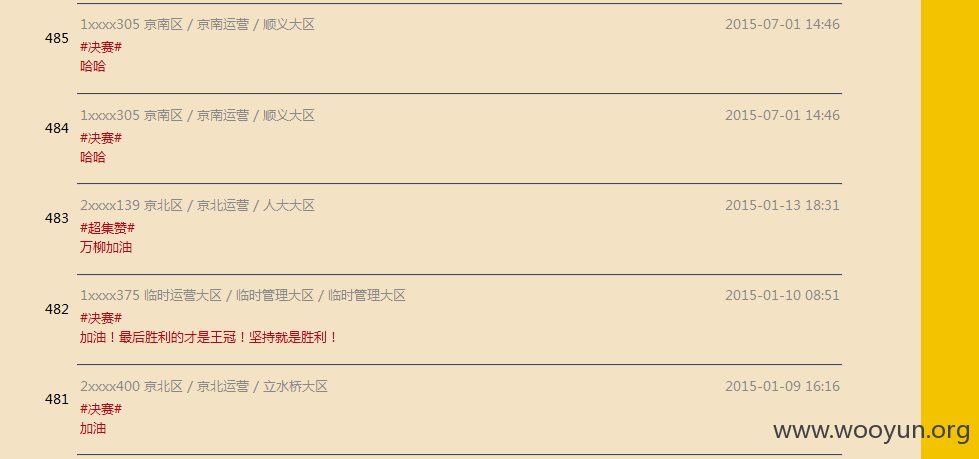 485
1xxxx305 京南区 / 京南运营 / 顺义大区 2015-07-01 14:46
#决赛#
哈哈
484
1xxxx305 京南区 / 京南运营 / 顺义大区 2015-07-01 14:46
#决赛#
哈哈
483
2xxxx139 京北区 / 京北运营 / 人大大区 2015-01-13 18:31
#超集赞#
万柳加油
482
1xxxx375 临时运营大区 / 临时管理大区 / 临时管理大区 2015-01-10 08:51
#决赛#
加油！最后胜利的才是王冠！坚持就是胜利！
481
2xxxx400 京北区 / 京北运营 / 立水桥大区 2015-01-09 16:16
#决赛#
加油
www.wooyun.org